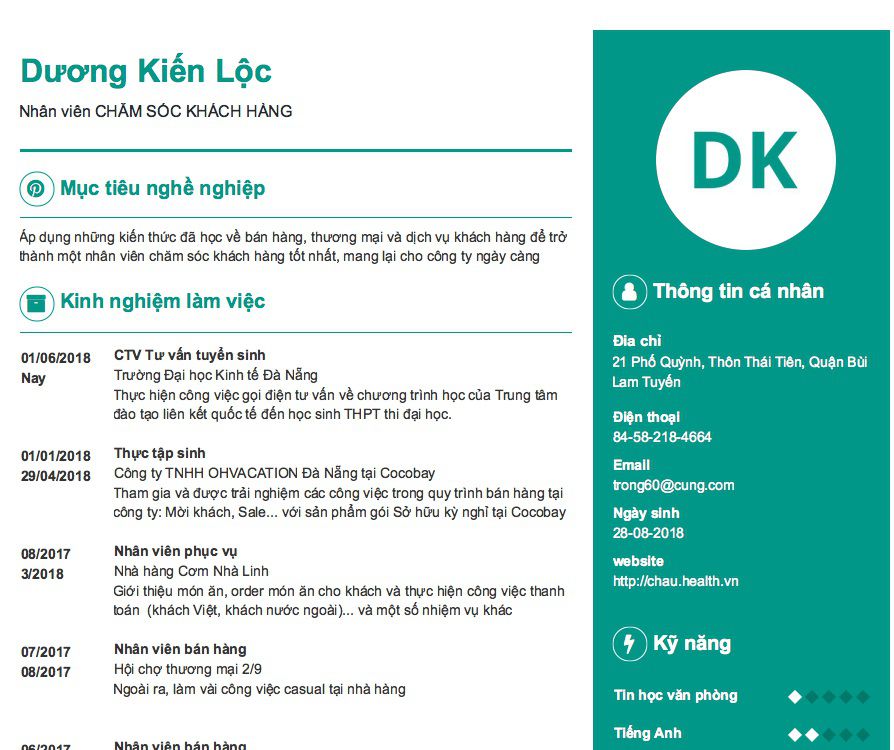 Dương Kiến Lộc
Nhân viên CHĂM SÓC KHÁCH HÀNG
Mục tiêu nghề nghiệp
Áp dụng những kiến thức đã học về bán hàng, thương mại và dịch vụ khách hàng để trở
thành một nhân viên chăm sóc khách hàng tốt nhất, mang lại cho công ty ngày càng
Kinh nghiệm làm việc
01/06/2018
Nay
CTV Tư vấn tuyển sinh
Trường Đại học Kinh tế Đà Nẵng
Thực hiện công việc gọi điện tư vấn về chương trình học của Trung tâm
đào tạo liên kết quốc tế đến học sinh THPT thi đại học.
01/01/2018
29/04/2018
Thực tập sinh
Công ty TNHH OHVACATION Đà Nẵng tại Cocobay
Tham gia và được trải nghiệm các công việc trong quy trình bán hàng tại
công ty: Mời khách, Sale... với sản phẩm gói Sở hữu kỳ nghỉ tại Cocobay
08/2017
3/2018
Nhân viên phục vụ
Nhà hàng Cơm Nhà Linh
Giới thiệu món ăn, order món ăn cho khách và thực hiện công việc thanh
toán (khách Việt, khách nước ngoài)... và một số nhiệm vụ khác
07/2017
08/2017
Nhân viên bán hàng
Hội chợ thương mại 2/9
Ngoài ra, làm vài công việc casual tại nhà hàng
06/2017
Nhân viên bán hàng
DK
Thông tin cá nhân
Đia chỉ
21 Phố Quỳnh, Thôn Thái Tiên, Quận Bùi
Lam Tuyến
Điện thoại
84-58-218-4664
Email
trong60@cung.com
Ngày sinh
28-08-2018
website
http://chau.health.vn
Kỹ năng
Tin học văn phòng
Tiếng Anh